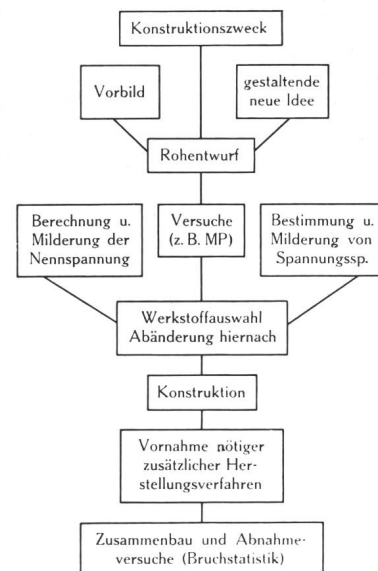 Konstruktionszweck
Vorbild
gestaltende
neue Idee
Rohentwurf
Berechnung u.
Milderung der
Nennspannung
Versuche
(z. B. MP)
Bestimmung u.
Milderung von
Spannungssp.
Werkstoffauswahl
Abänderung hiernach
Konstruktion
Vornahme nötiger
zusätzlicher Her-
stellungsverfahren
Zusammenbau und Abnahme-
versuche (Bruchstatistik)